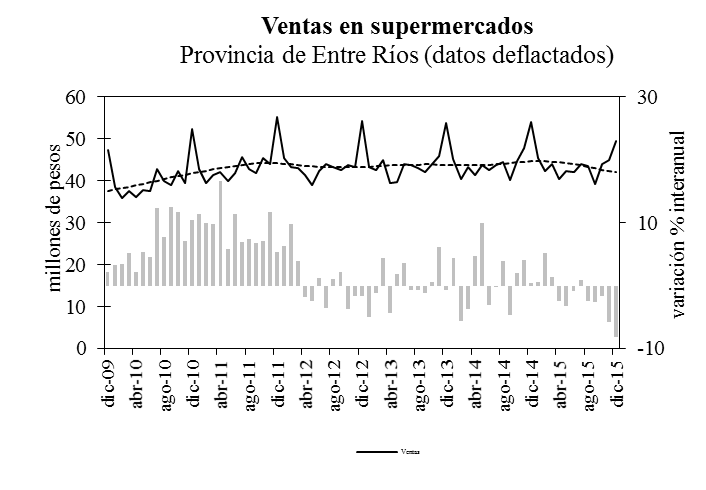 Ventas en supermercados
Provincia de Entre Ríos (datos deflactados)
millones de pesos
60
50
40
30
20
10
0
30
10
-10
variación % interanual
dic-09
abr-10
ago-10
dic-10
abr-11
ago-11
dic-11
abr-12
ago-12
dic-12
abr-13
ago-13
dic-13
abr-14
ago-14
dic-14
abr-15
ago-15
dic-15
Ventas